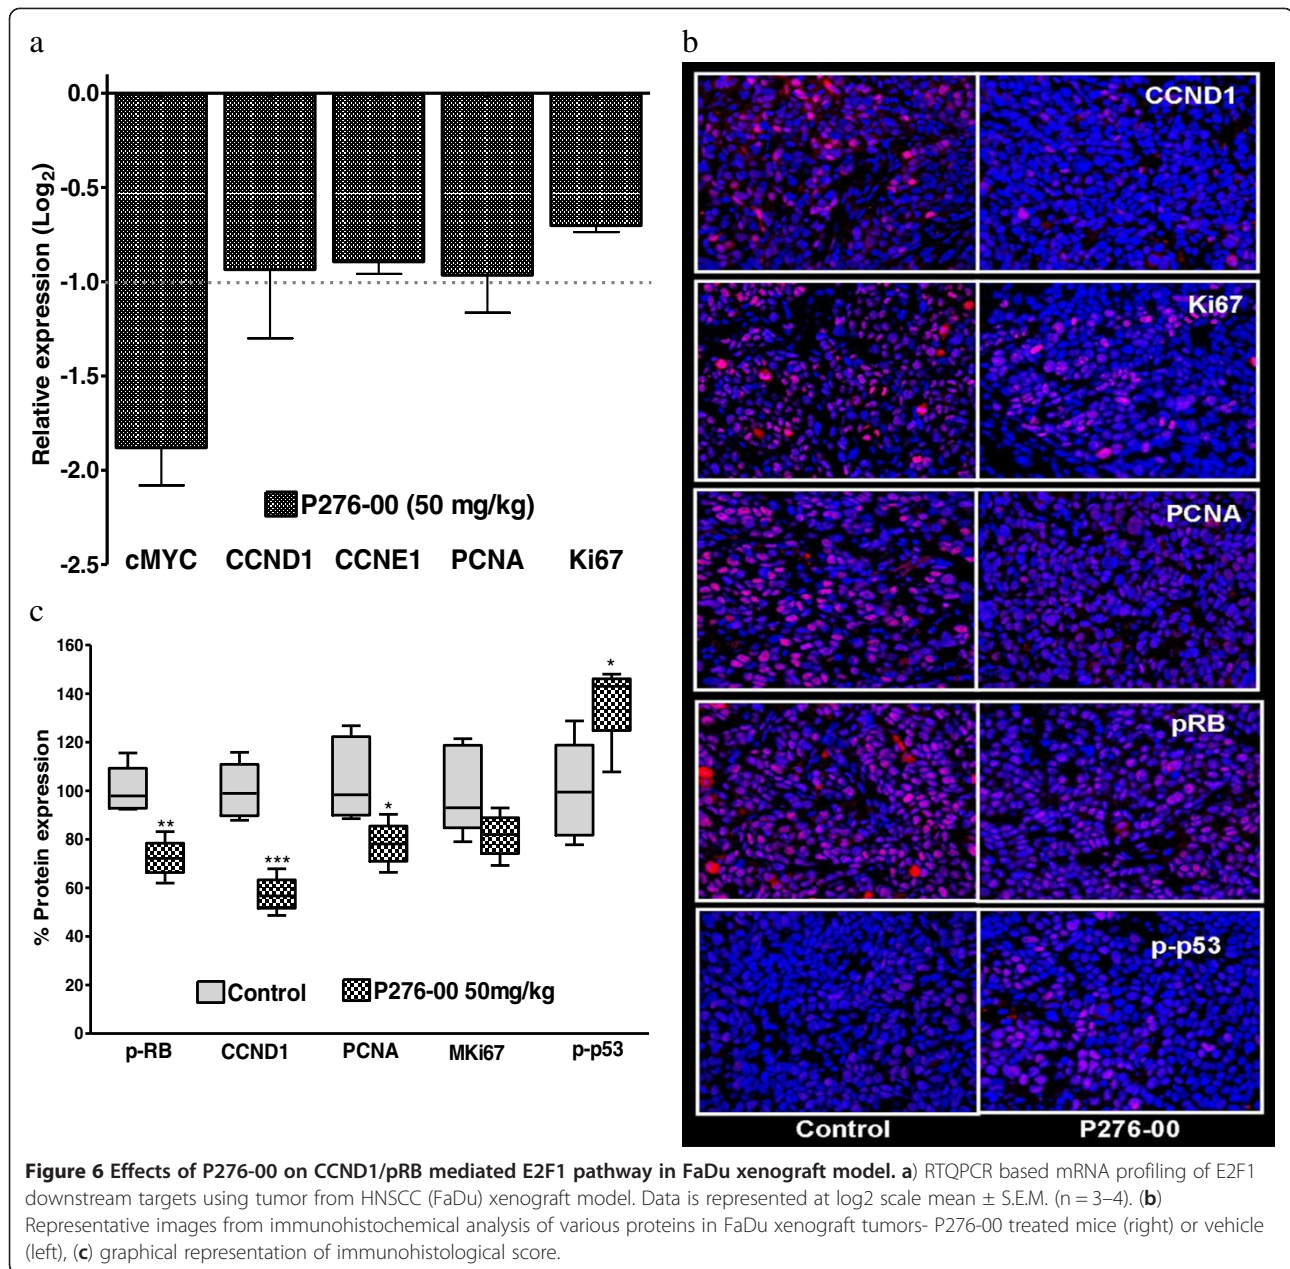 a
0.0
-0.5
-1.0
-1.5
-2.0
-2.5
Relative expression (Log2)
P276-00 (50 mg/kg)
cMYC CCND1 CCNE1 PCNA Ki67
b
CCND1
Ki67
PCNA
pRB
p-p53
Control P276-00
c
160
140
120
100
80
60
40
20
0
% Protein expression
** *** * *
Control P276-00 50mg/kg
p-RB CCND1 PCNA MKi67 p-p53
Figure 6 Effects of P276-00 on CCND1/pRB mediated E2F1 pathway in FaDu xenograft model. a) RTQPCR based mRNA profiling of E2F1
downstream targets using tumor from HNSCC (FaDu) xenograft model. Data is represented at log2 scale mean ± S.E.M. (n = 3–4). (b)
Representative images from immunohistochemical analysis of various proteins in FaDu xenograft tumors- P276-00 treated mice (right) or vehicle
(left), (c) graphical representation of immunohistological score.